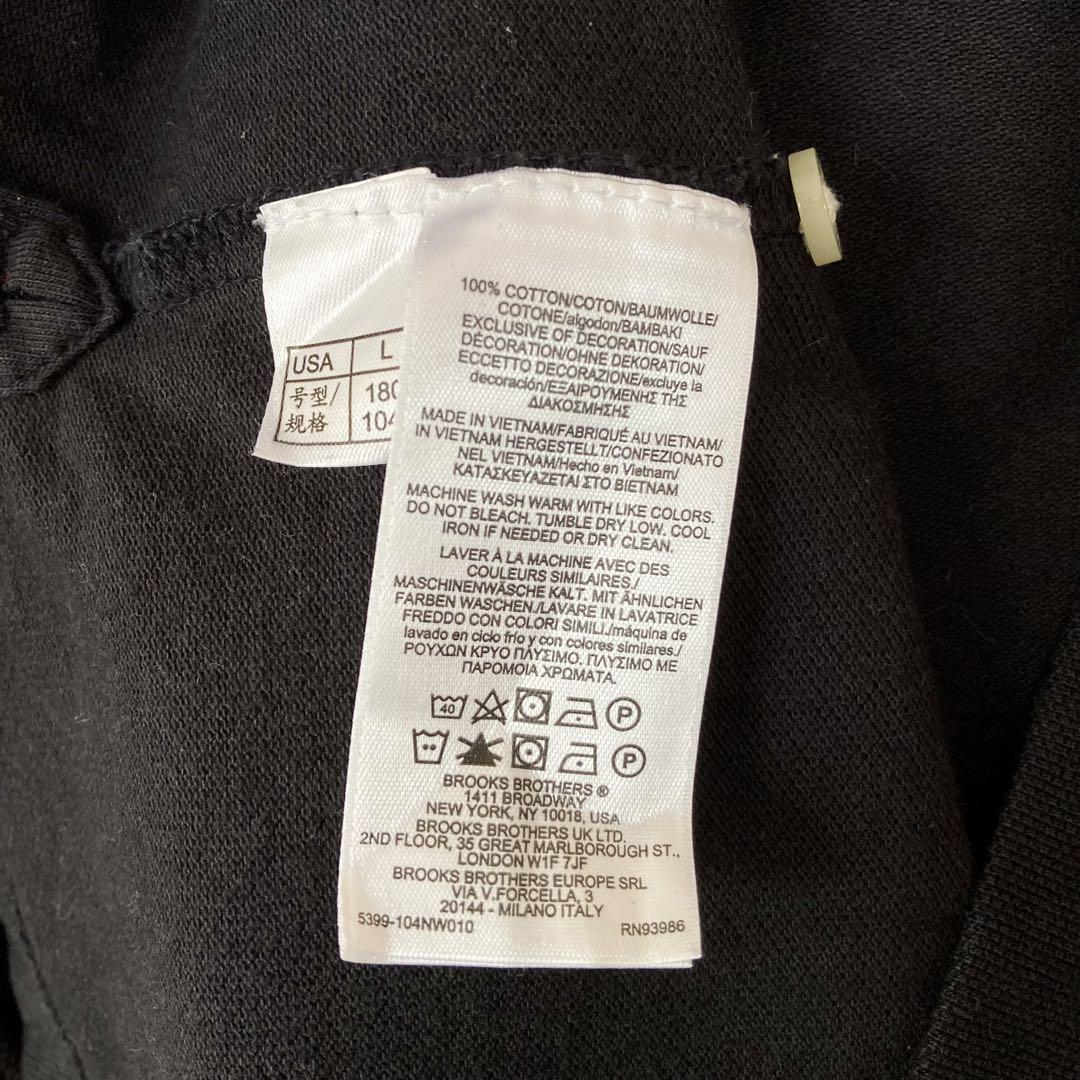 USA L
号型/ 180
规格 104
100% COTTON/COTON/BAUMWOLLE/
COTONE/algodon/BAMBAKI
EXCLUSIVE OF DECORATION/SAUF
DÉCORATION/OHNE DEKORATION/
ECCETTO DECORAZIONE/excluye la
decoración/ΕΞΑΙΡΟΥΜΕΝΗΣ ΤΗΣ
ΔΙΑΚΟΣΜΗΣΗΣ
MADE IN VIETNAM/FABRIQUÉ AU VIETNAM/
IN VIETNAM HERGESTELLT/CONFEZIONATO
NEL VIETNAM/Hecho en Vietnam/
ΚΑΤΑΣΚΕΥΑΖΕΤΑΙ ΣΤΟ ΒΙΕΤΝΑΜ
MACHINE WASH WARM WITH LIKE COLORS.
DO NOT BLEACH. TUMBLE DRY LOW. COOL
IRON IF NEEDED OR DRY CLEAN.
LAVER À LA MACHINE AVEC DES
COULEURS SIMILAIRES./
MASCHINENWÄSCHE KALT. MIT ÄHNLICHEN
FARBEN WASCHEN./LAVARE IN LAVATRICE
FREDDO CON COLORI SIMILI./máquina de
lavado en ciclo frío y con colores similares./
ΡΟΥΧΩΝ ΚΡΥΟ ΠΛΥΣΙΜΟ. ΠΛΥΣΙΜΟ ΜΕ
ΠΑΡΟΜΟΙΑ ΧΡΩΜΑΤΑ.
40 P
P
BROOKS BROTHERS ®
1411 BROADWAY
NEW YORK, NY 10018, USA
BROOKS BROTHERS UK LTD.
2ND FLOOR, 35 GREAT MARLBOROUGH ST.,
LONDON W1F 7JF
BROOKS BROTHERS EUROPE SRL
VIA V.FORCELLA, 3
20144 - MILANO ITALY
5399-104NW010 RN93986